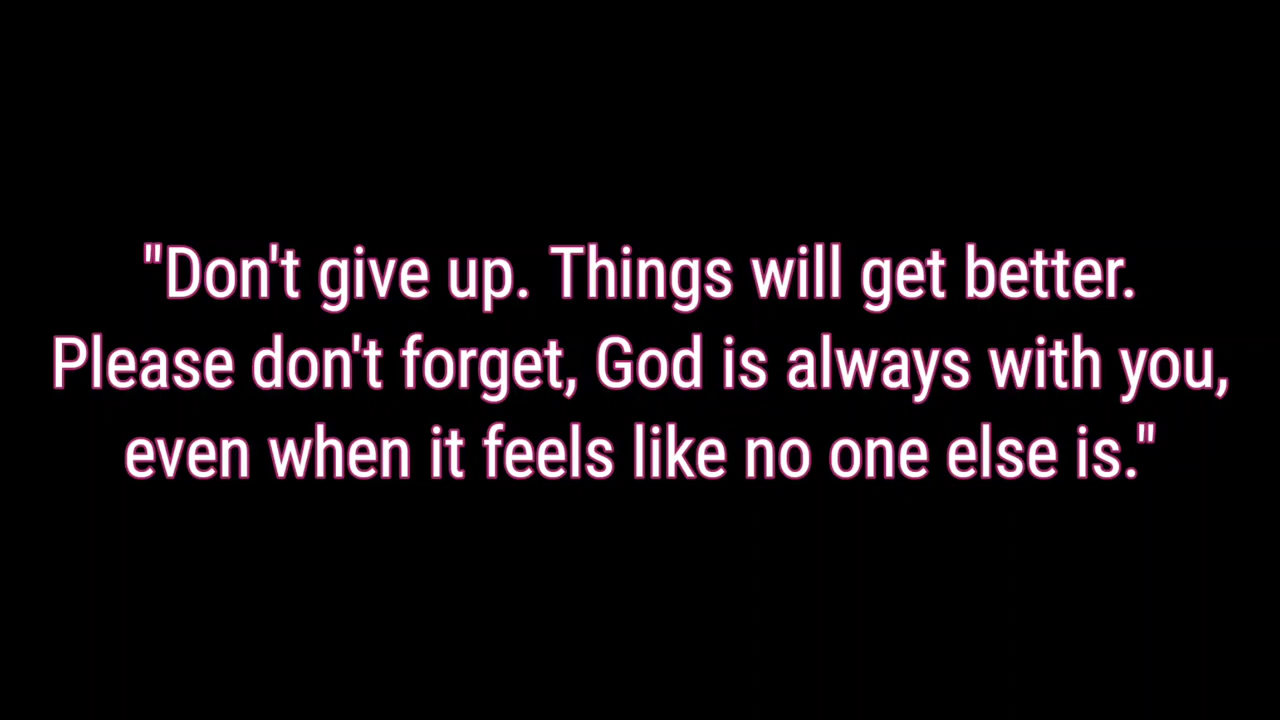 "Don't give up. Things will get better.
Please don't forget, God is always with you,
even when it feels like no one else is."